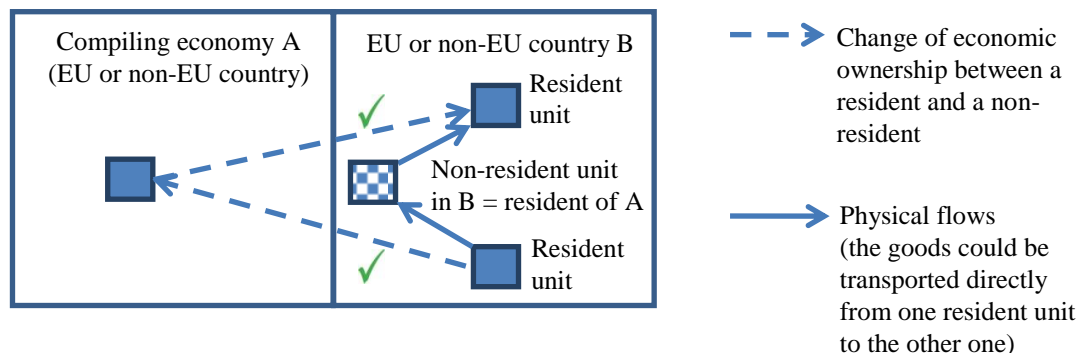 Compiling economy A
(EU or non-EU country)
EU or non-EU country B
Resident
unit
Non-resident unit
in B = resident of A
Resident
unit
Change of economic
ownership between a
resident and a non-
resident
Physical flows
(the goods could be
transported directly
from one resident unit
to the other one)